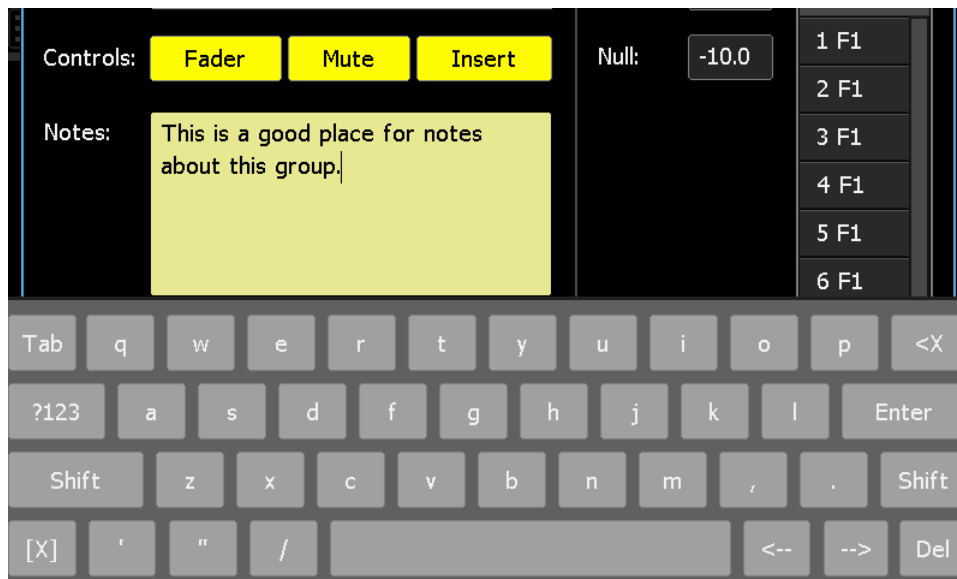 Controls: Fader Mute Insert Null: -10.0
1 F1
2 F1
Notes: This is a good place for notes
about this group.
3 F1
4 F1
5 F1
6 F1
Tab q w e r t y u i o p <X
?123 a s d f g h j k l Enter
Shift z x c v b n m , . Shift
[X] ' " / <-- --> Del